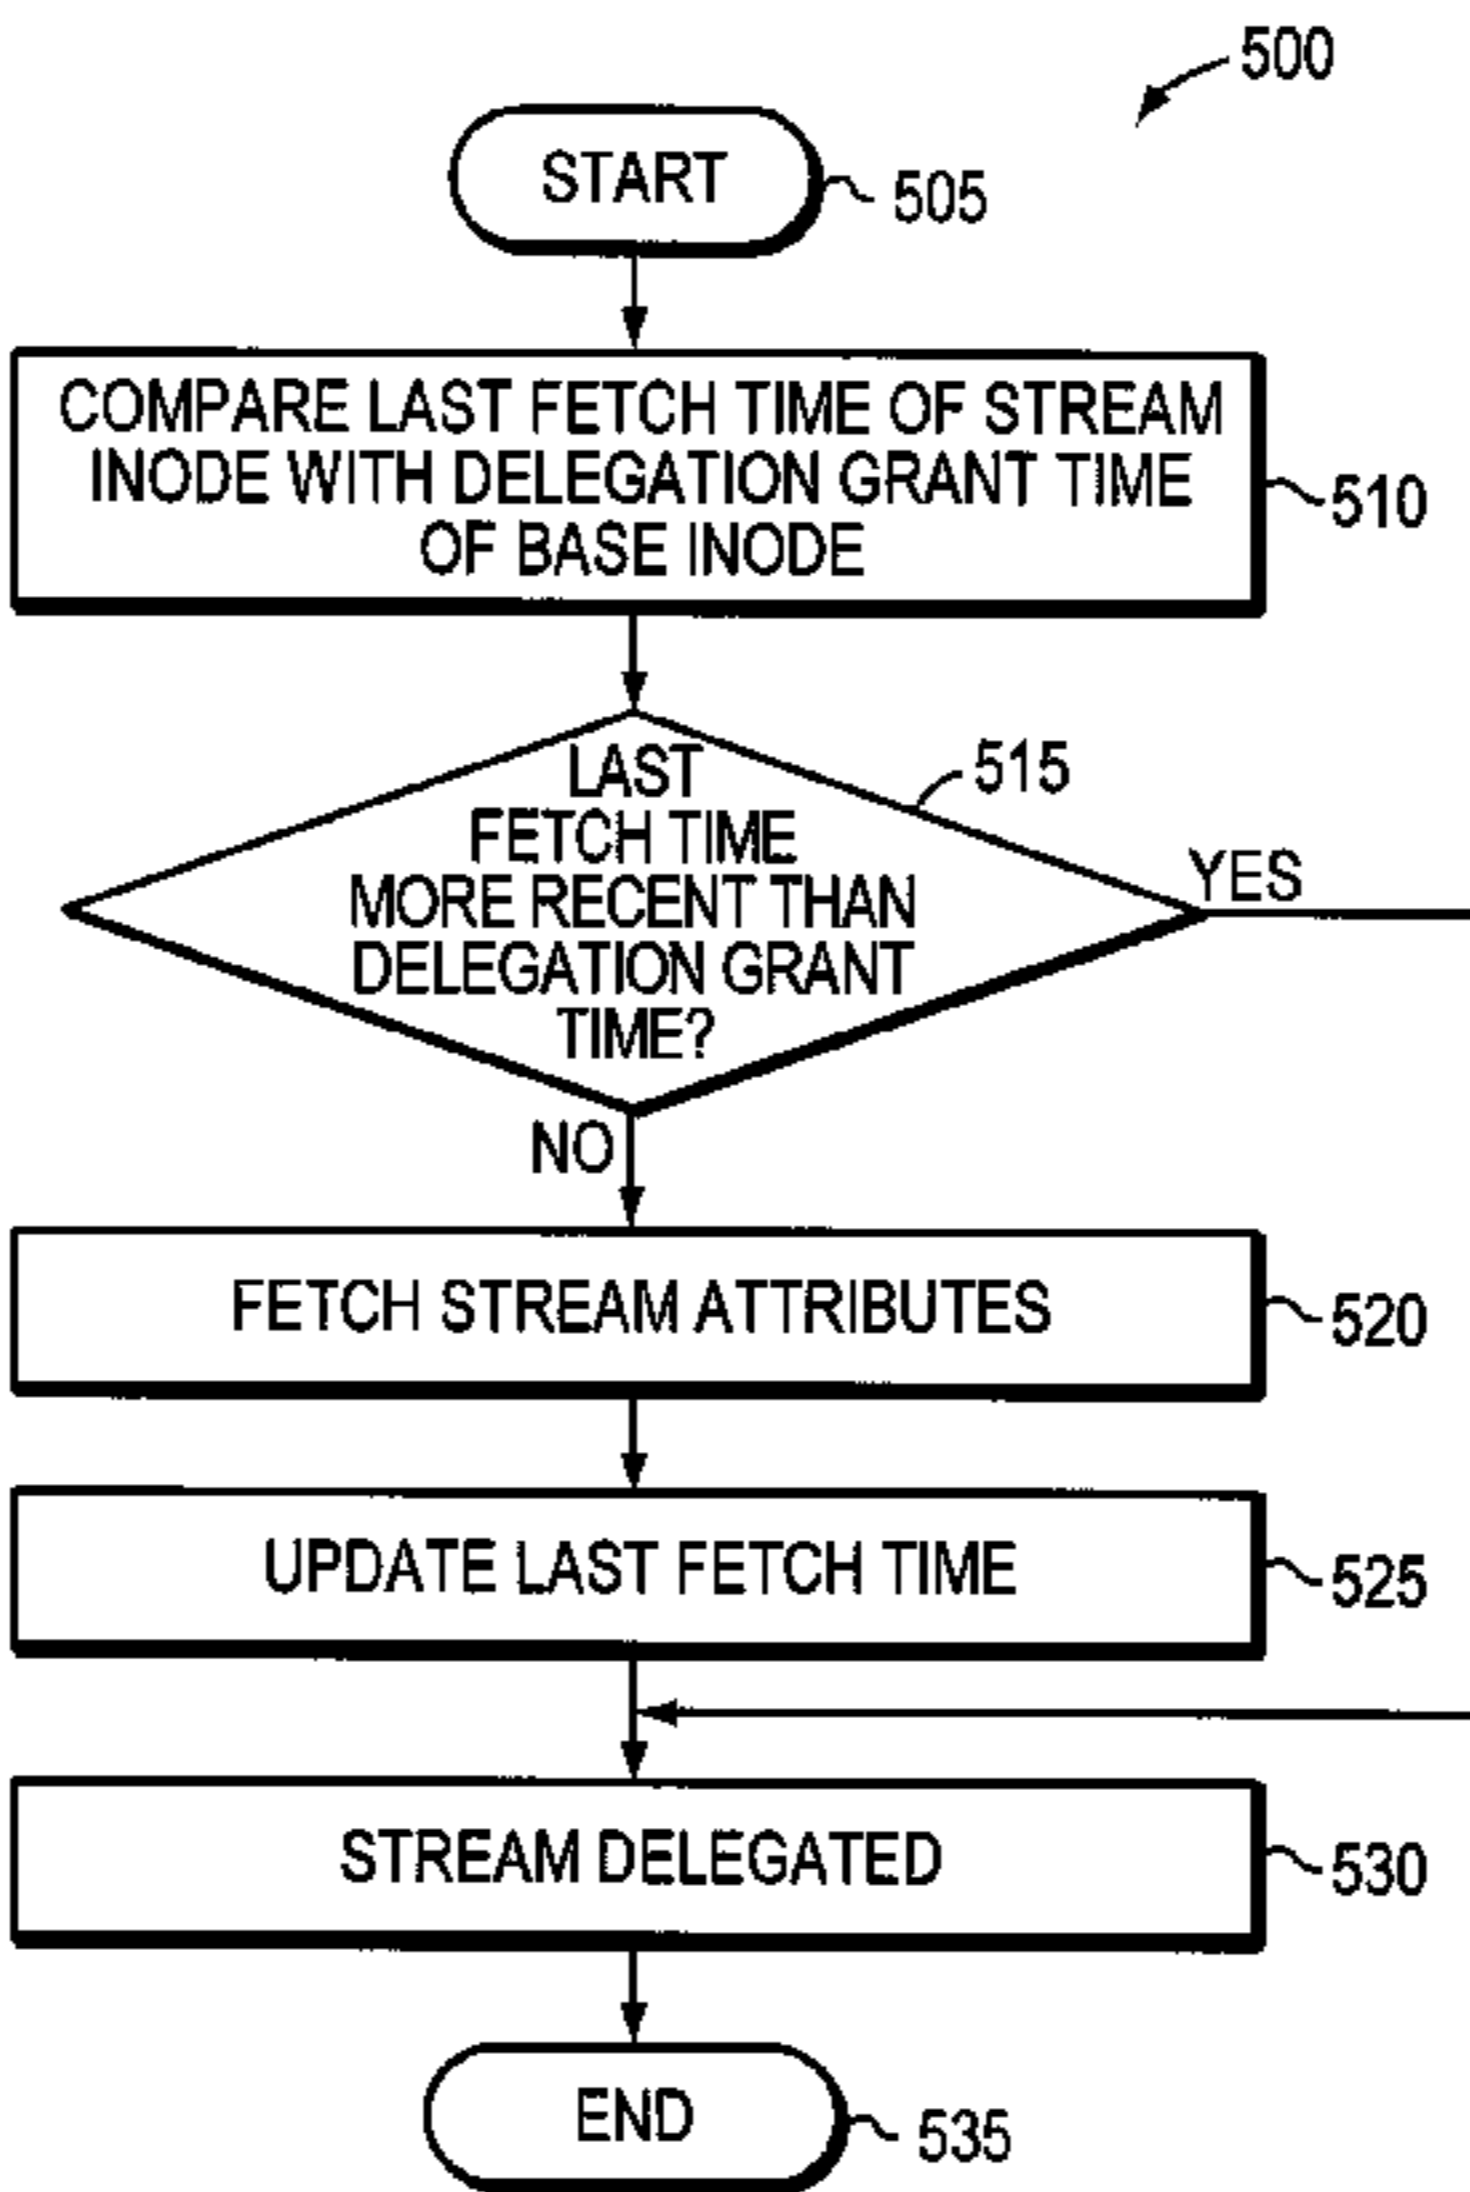 500
START
505
COMPARE LAST FETCH TIME OF STREAM
INODE WITH DELEGATION GRANT TIME
OF BASE INODE
510
LAST
FETCH TIME
MORE RECENT THAN
DELEGATION GRANT
TIME?
515
YES
NO
FETCH STREAM ATTRIBUTES
520
UPDATE LAST FETCH TIME
525
STREAM DELEGATED
530
END
535